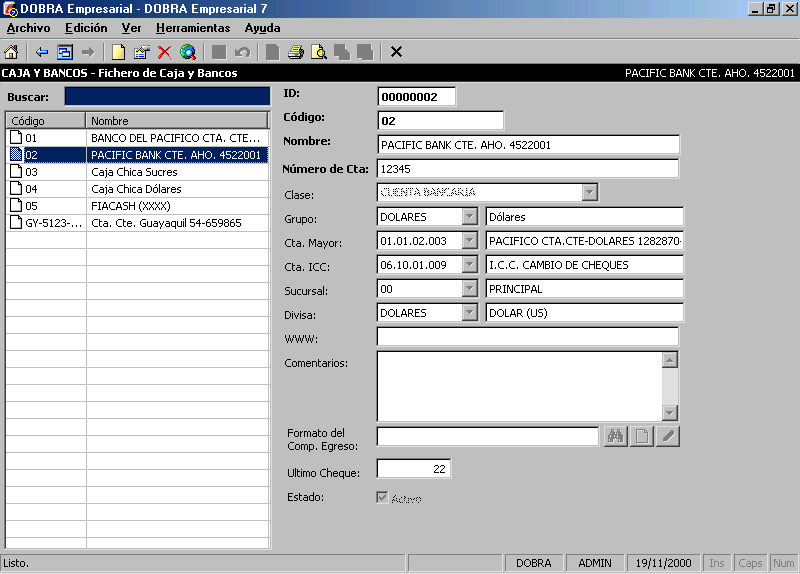 DOBRA Empresarial - DOBRA Empresarial 7
Archivo Edición Ver Herramientas Ayuda
CAJA Y BANCOS - Fichero de Caja y Bancos PACIFIC BANK CTE. AHO. 4522001
Buscar:
Código Nombre
01 BANCO DEL PACIFICO CTA. CTE...
02 PACIFIC BANK CTE. AHO. 4522001
03 Caja Chica Sucres
04 Caja Chica Dólares
05 FIACASH (XXXX)
GY-5123-... Cta. Cte. Guayaquil 54-659865
ID: 00000002
Código: 02
Nombre: PACIFIC BANK CTE. AHO. 4522001
Número de Cta: 12345
Clase: CUENTA BANCARIA
Grupo: DOLARES Dólares
Cta. Mayor: 01.01.02.003 PACIFICO CTA.CTE-DOLARES 1282870-
Cta. ICC: 06.10.01.009 I.C.C. CAMBIO DE CHEQUES
Sucursal: 00 PRINCIPAL
Divisa: DOLARES DOLAR (US)
WWW:
Comentarios:
Formato del
Comp. Egreso:
Ultimo Cheque: 22
Estado: Activo
Listo. DOBRA ADMIN 19/11/2000 Ins Caps Num